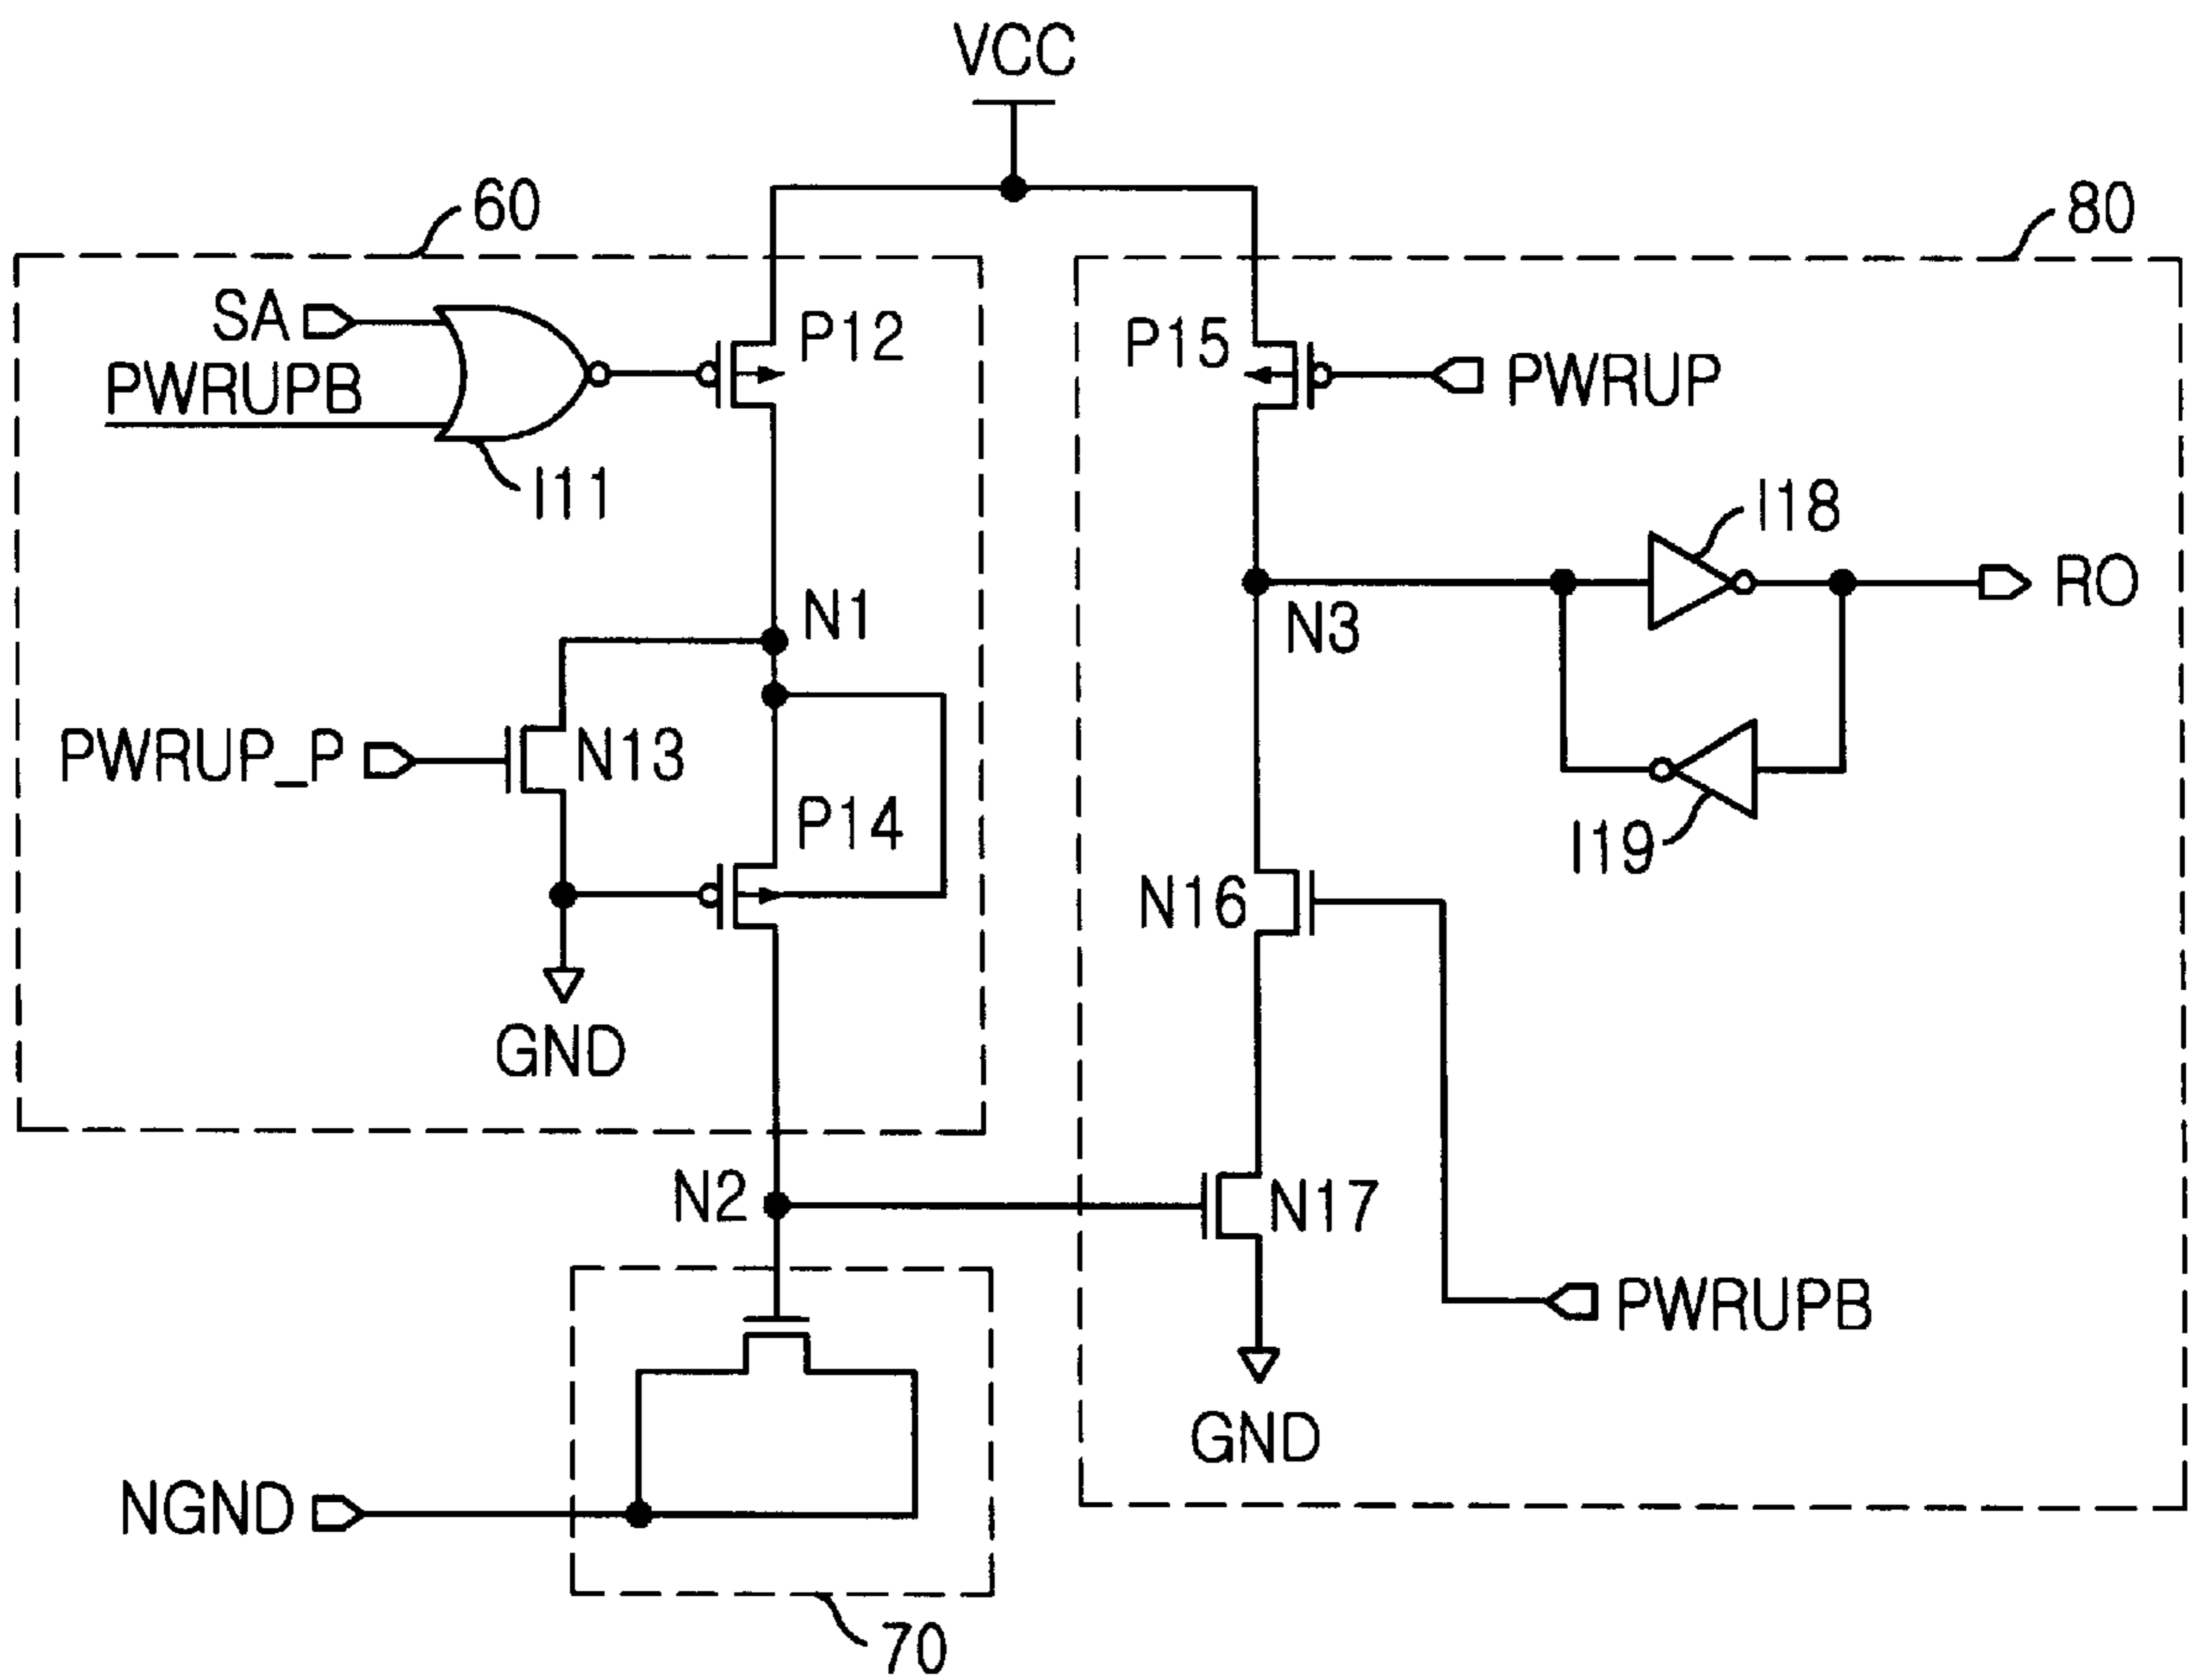 VCC
60
80
SA
P12
P15
PWRUPB
PWRUP
I11
I18
N1
RO
N3
PWRUP_P
N13
P14
I19
N16
GND
N2
N17
PWRUPB
GND
NGND
70